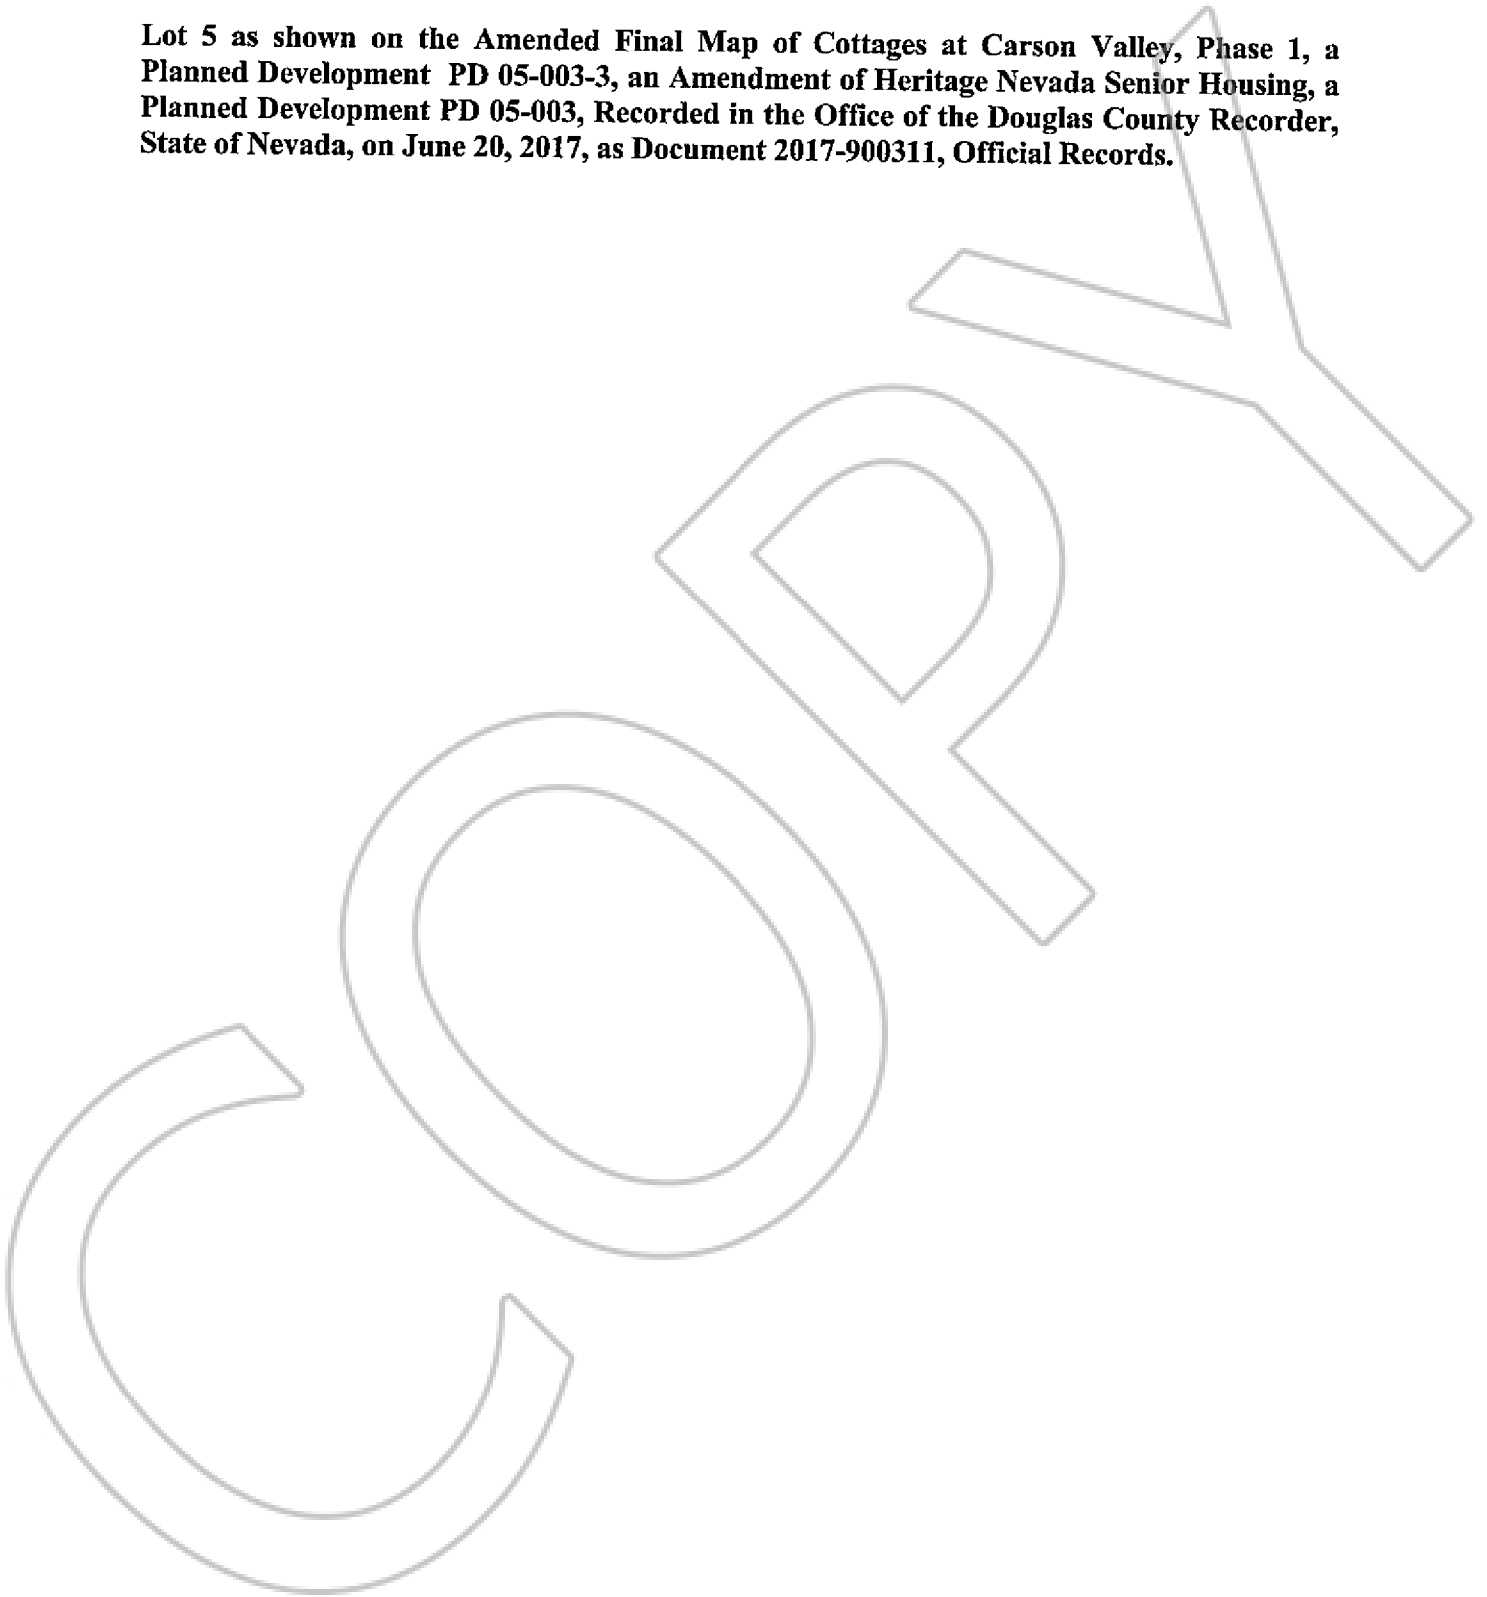 Lot 5 as shown on the Amended Final Map of Cottages at Carson Valley, Phase 1, a
Planned Development PD 05-003-3, an Amendment of Heritage Nevada Senior Housing, a
Planned Development PD 05-003, Recorded in the Office of the Douglas County Recorder,
State of Nevada, on June 20, 2017, as Document 2017-900311, Official Records.
COPY